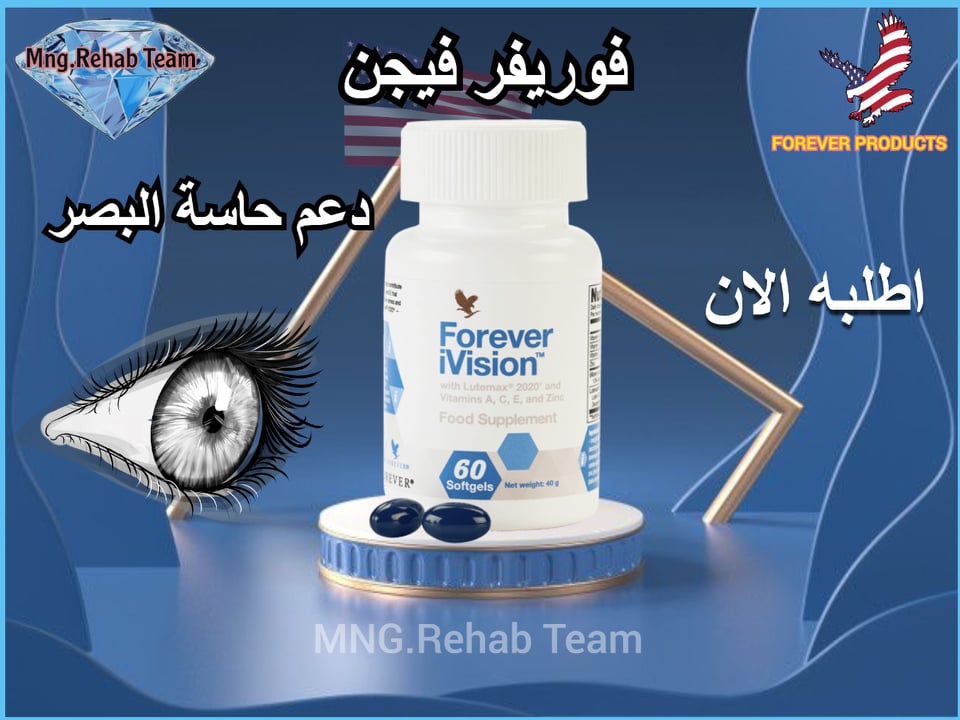 Mng.Rehab Team
فوريفر فيجن
FOREVER PRODUCTS
دعم حاسة البصر
اطلبه الان
Forever
iVision™
with Lutemax® 2020* and
Vitamins A, C, E, and Zinc
Food Supplement
60
Softgels
Net weight: 40 g
MNG.Rehab Team